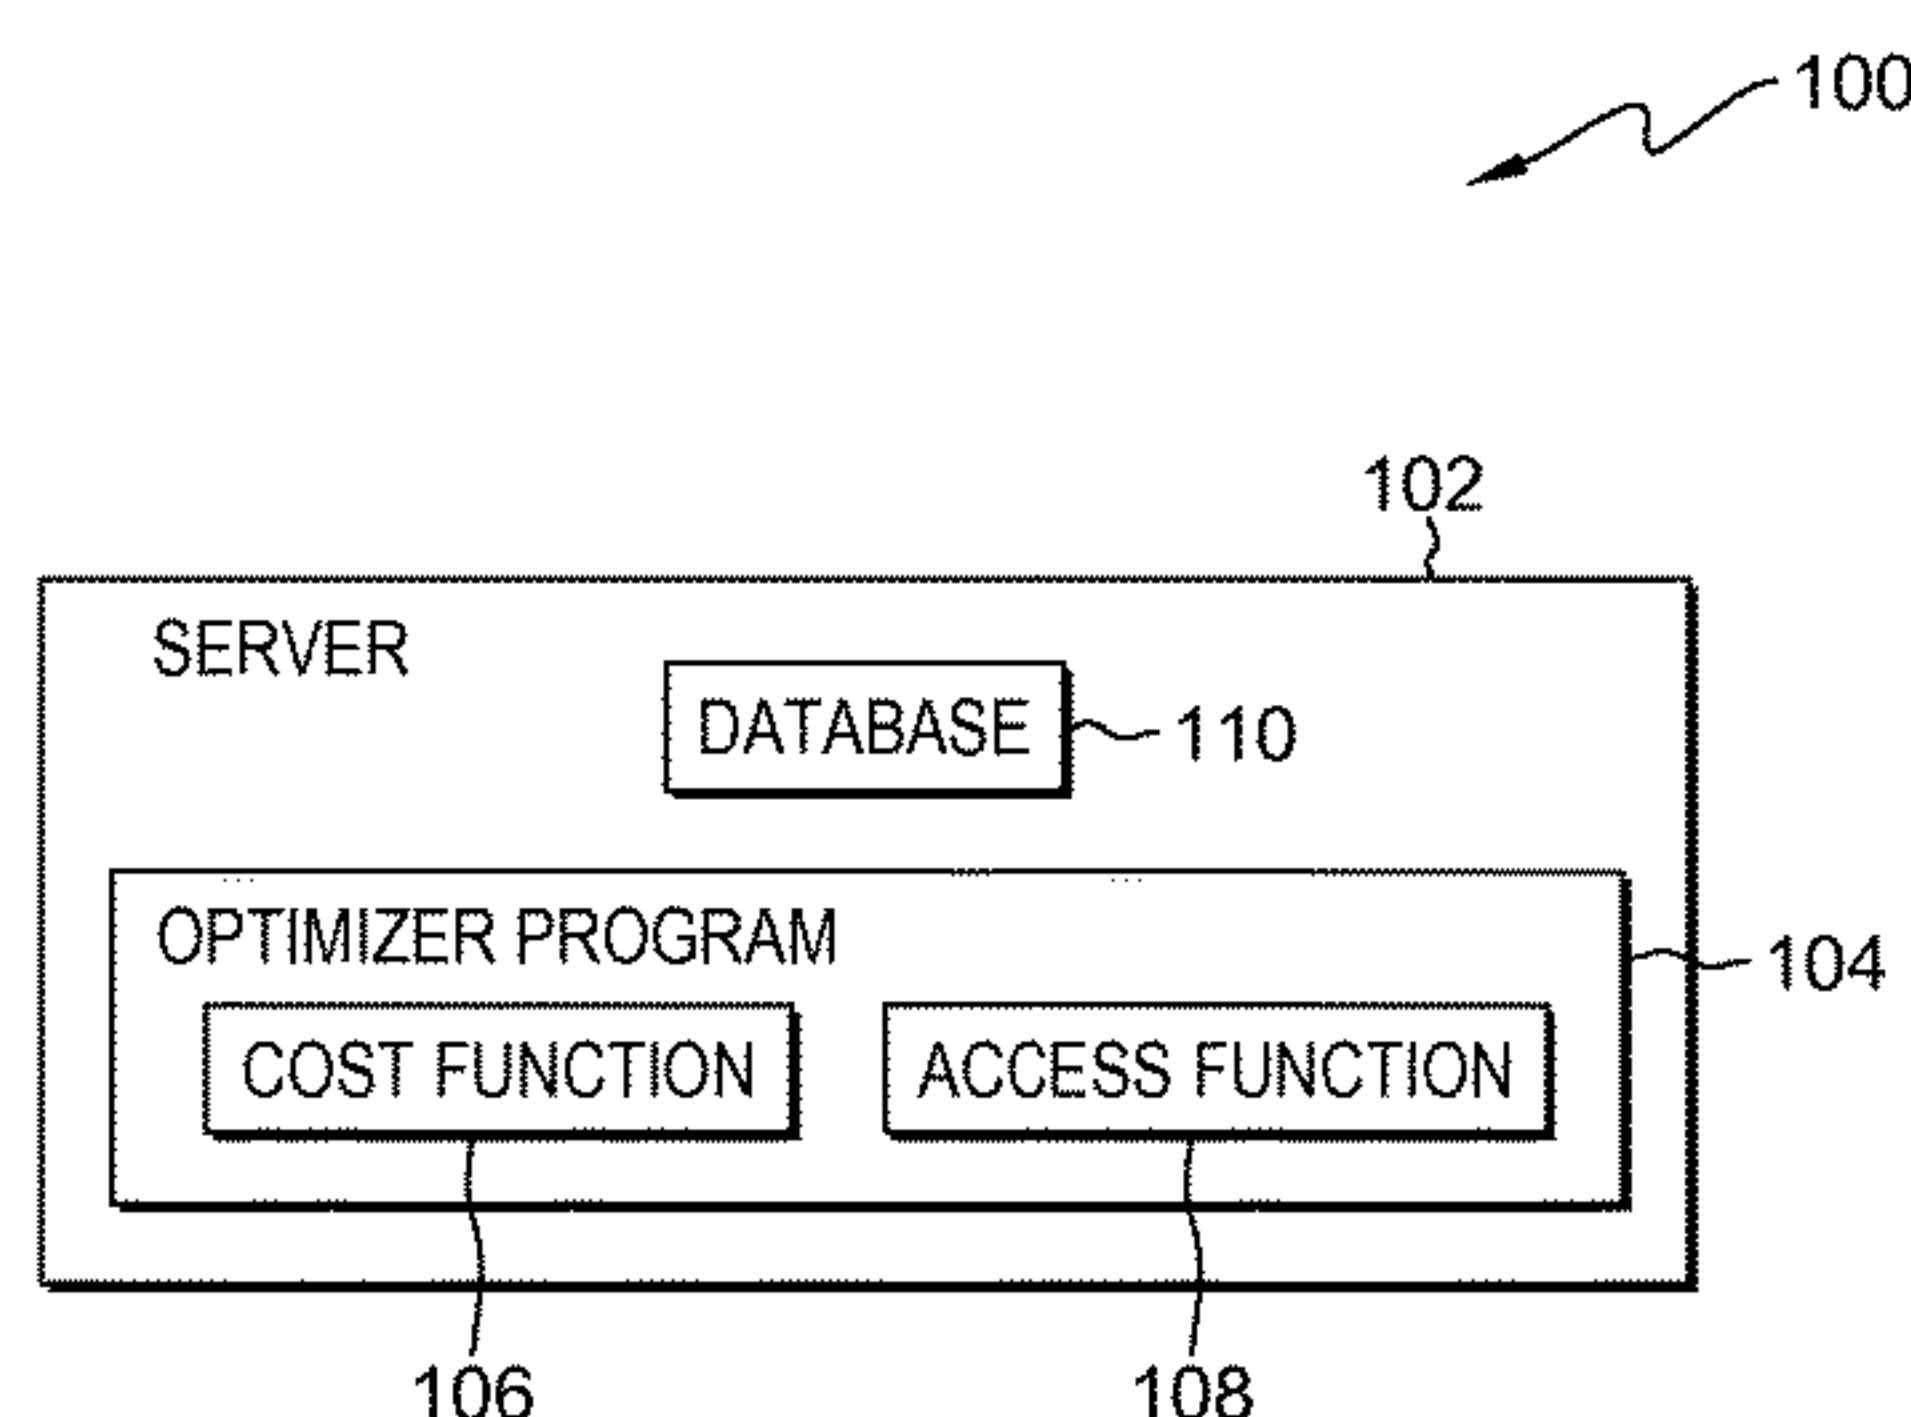 100
102
SERVER
DATABASE
110
OPTIMIZER PROGRAM
104
COST FUNCTION
ACCESS FUNCTION
106
108